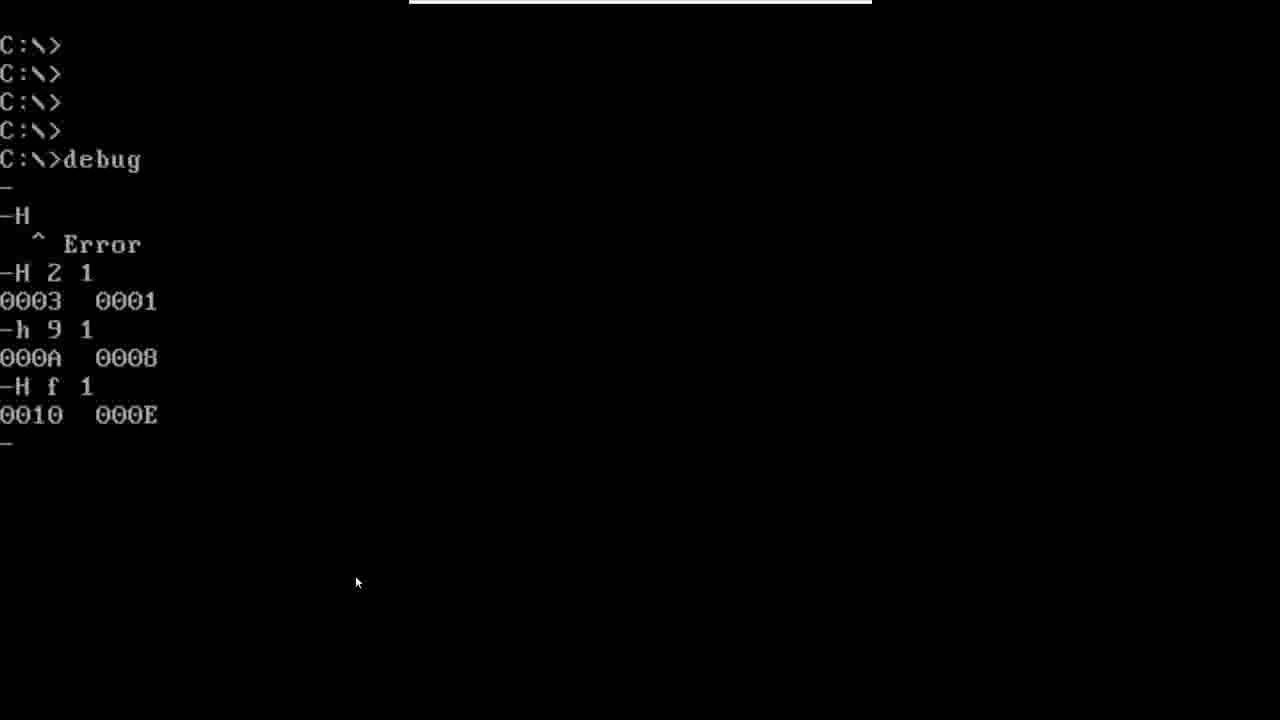 C:\>
C:\>
C:\>
C:\>
C:\>debug
-
-H
^ Error
-H 2 1
0003  0001
-h 9 1
000A  0008
-H f 1
0010  000E
-